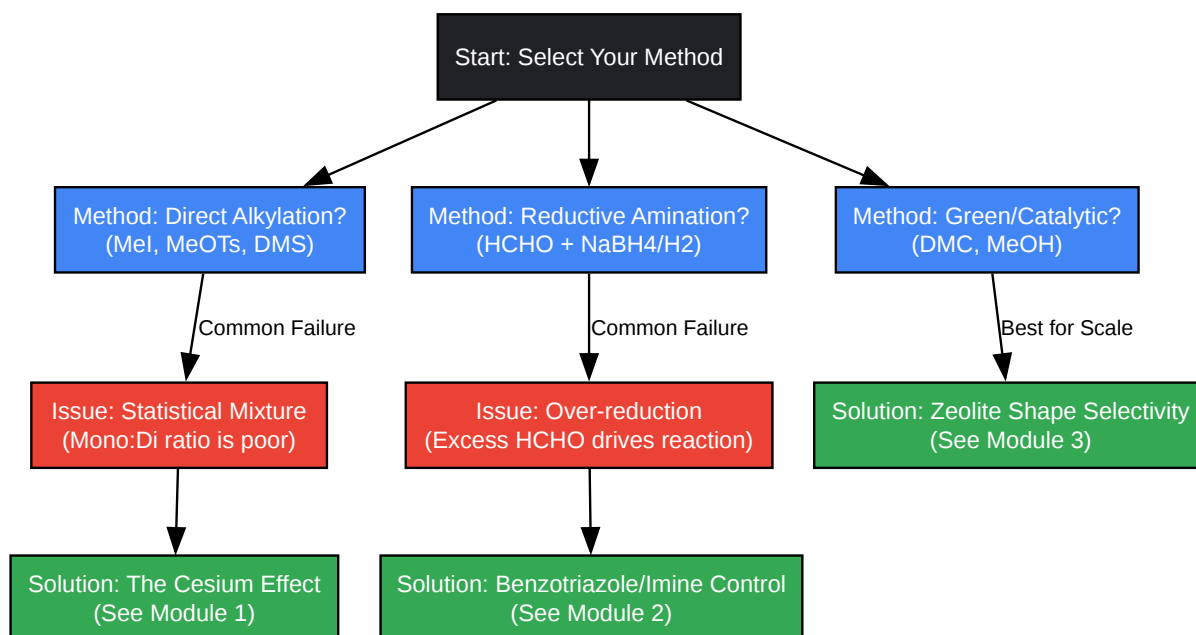 Start: Select Your Method
Method: Direct Alkylation?
(MeI, MeOTs, DMS)
Method: Reductive Amination?
(HCHO + NaBH4/H2)
Method: Green/Catalytic?
(DMC, MeOH)
Common Failure
Common Failure
Best for Scale
Issue: Statistical Mixture
(Mono:Di ratio is poor)
Issue: Over-reduction
(Excess HCHO drives reaction)
Solution: Zeolite Shape Selectivity
(See Module 3)
Solution: The Cesium Effect
(See Module 1)
Solution: Benzotriazole/Imine Control
(See Module 2)